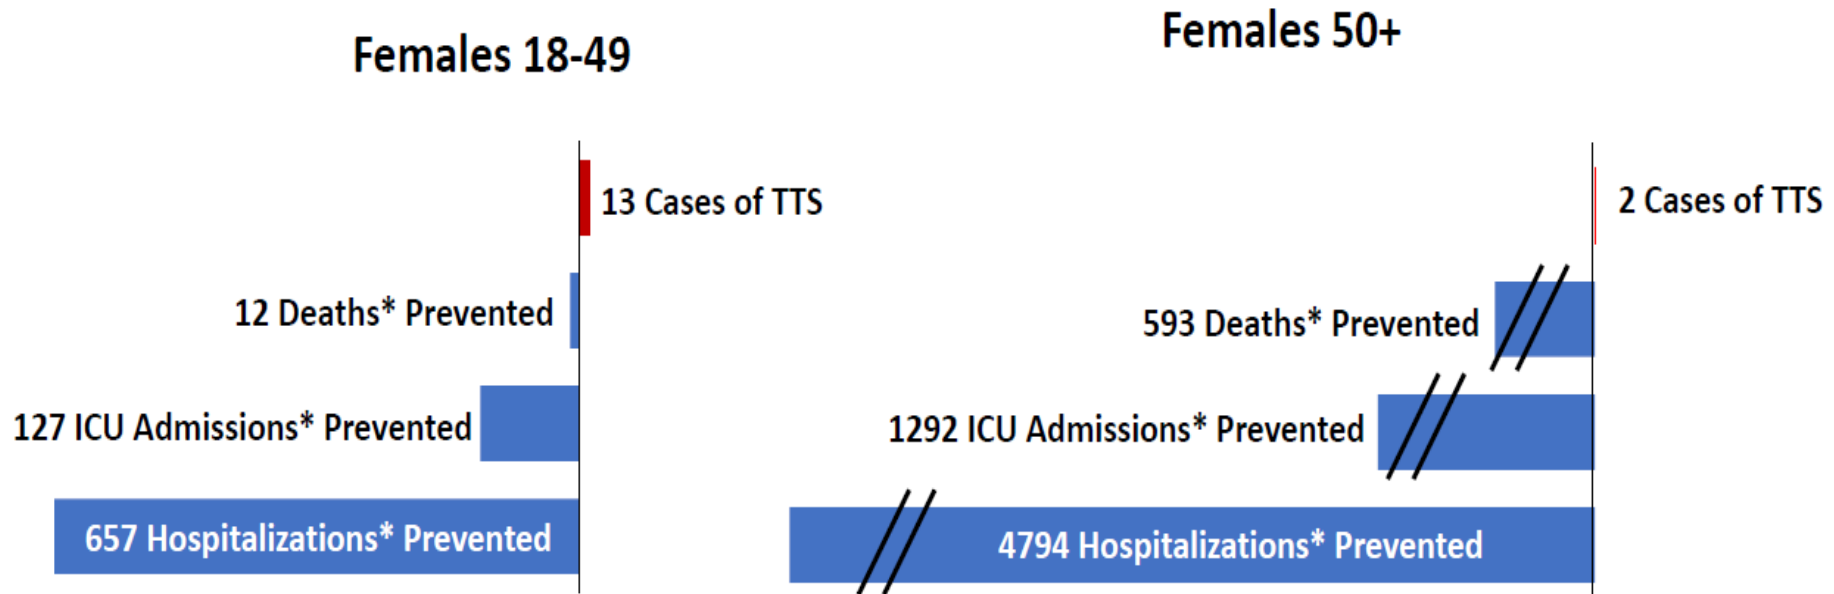 Females 18-49
13 Cases of TTS
12 Deaths* Prevented
127 ICU Admissions* Prevented
657 Hospitalizations* Prevented
Females 50+
2 Cases of TTS
593 Deaths* Prevented
1292 ICU Admissions* Prevented
4794 Hospitalizations* Prevented